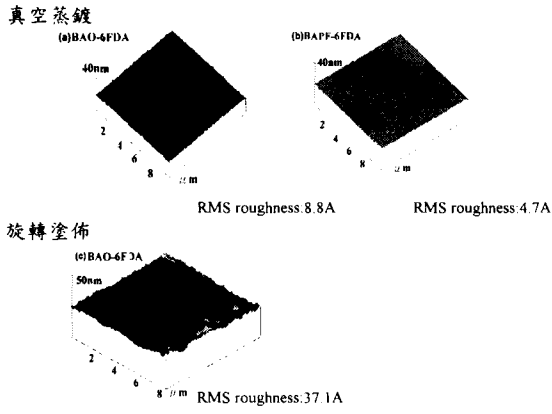 真空蒸鍍
(a)BAO-6FDA
40nm
2
4
6
8
μm
RMS roughness:8.8A
(b)BAPF-6FDA
40nm
2
4
6
8
μm
RMS roughness:4.7A
旋轉塗佈
(c)BAO-6FDA
50nm
2
4
6
8
μm
RMS roughness:37.1A